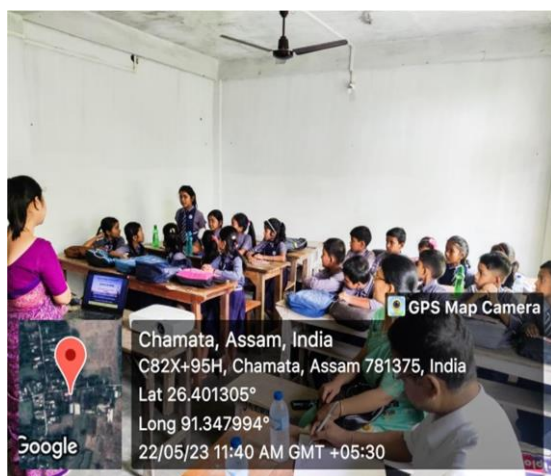 GPS Map Camera
Chamata, Assam, India
C82X+95H, Chamata, Assam 781375, India
Lat 26.401305°
Long 91.347994°
22/05/23 11:40 AM GMT +05:30
Google